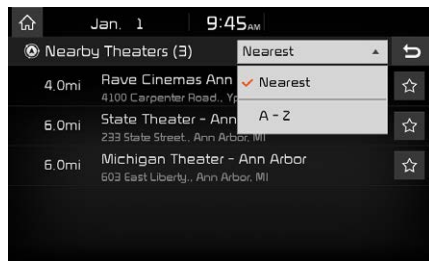 Jan. 1 9:45 AM
Nearby Theaters (3) Nearest
4.0mi Rave Cinemas Ann
4100 Carpenter Road.,
Nearest
A - Z
6.0mi State Theater - Ann
233 State Street., Ann Arbor, MI
6.0mi Michigan Theater - Ann Arbor
603 East Liberty., Ann Arbor, MI